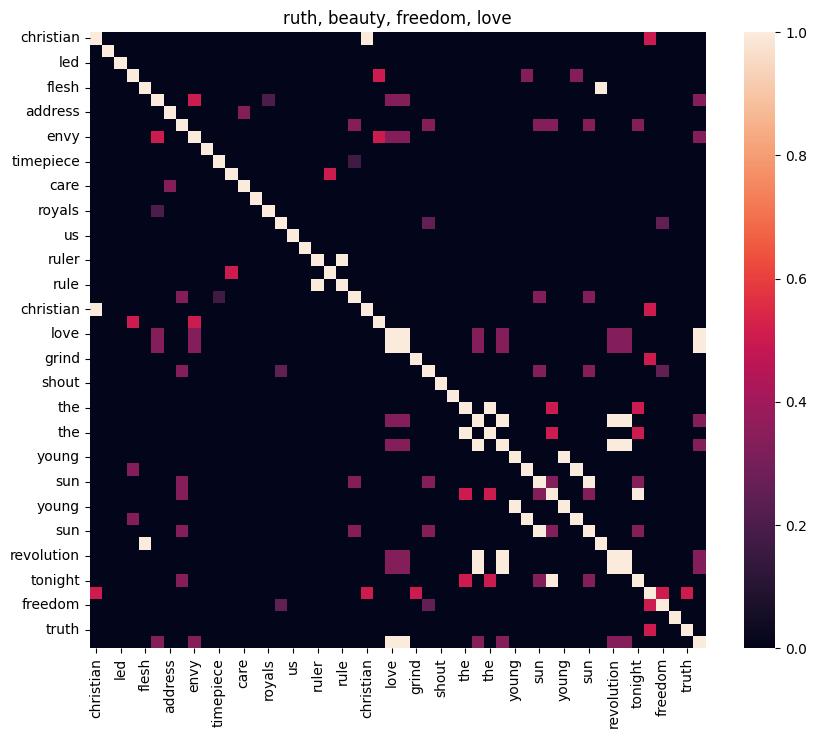 ruth, beauty, freedom, love
christian
led
flesh
address
envy
timepiece
care
royals
us
ruler
rule
christian
love
grind
shout
the
the
young
sun
young
sun
revolution
tonight
freedom
truth
1.0
0.8
0.6
0.4
0.2
0.0
christian
led
flesh
address
envy
timepiece
care
royals
us
ruler
rule
christian
love
grind
shout
the
the
young
sun
young
sun
revolution
tonight
freedom
truth